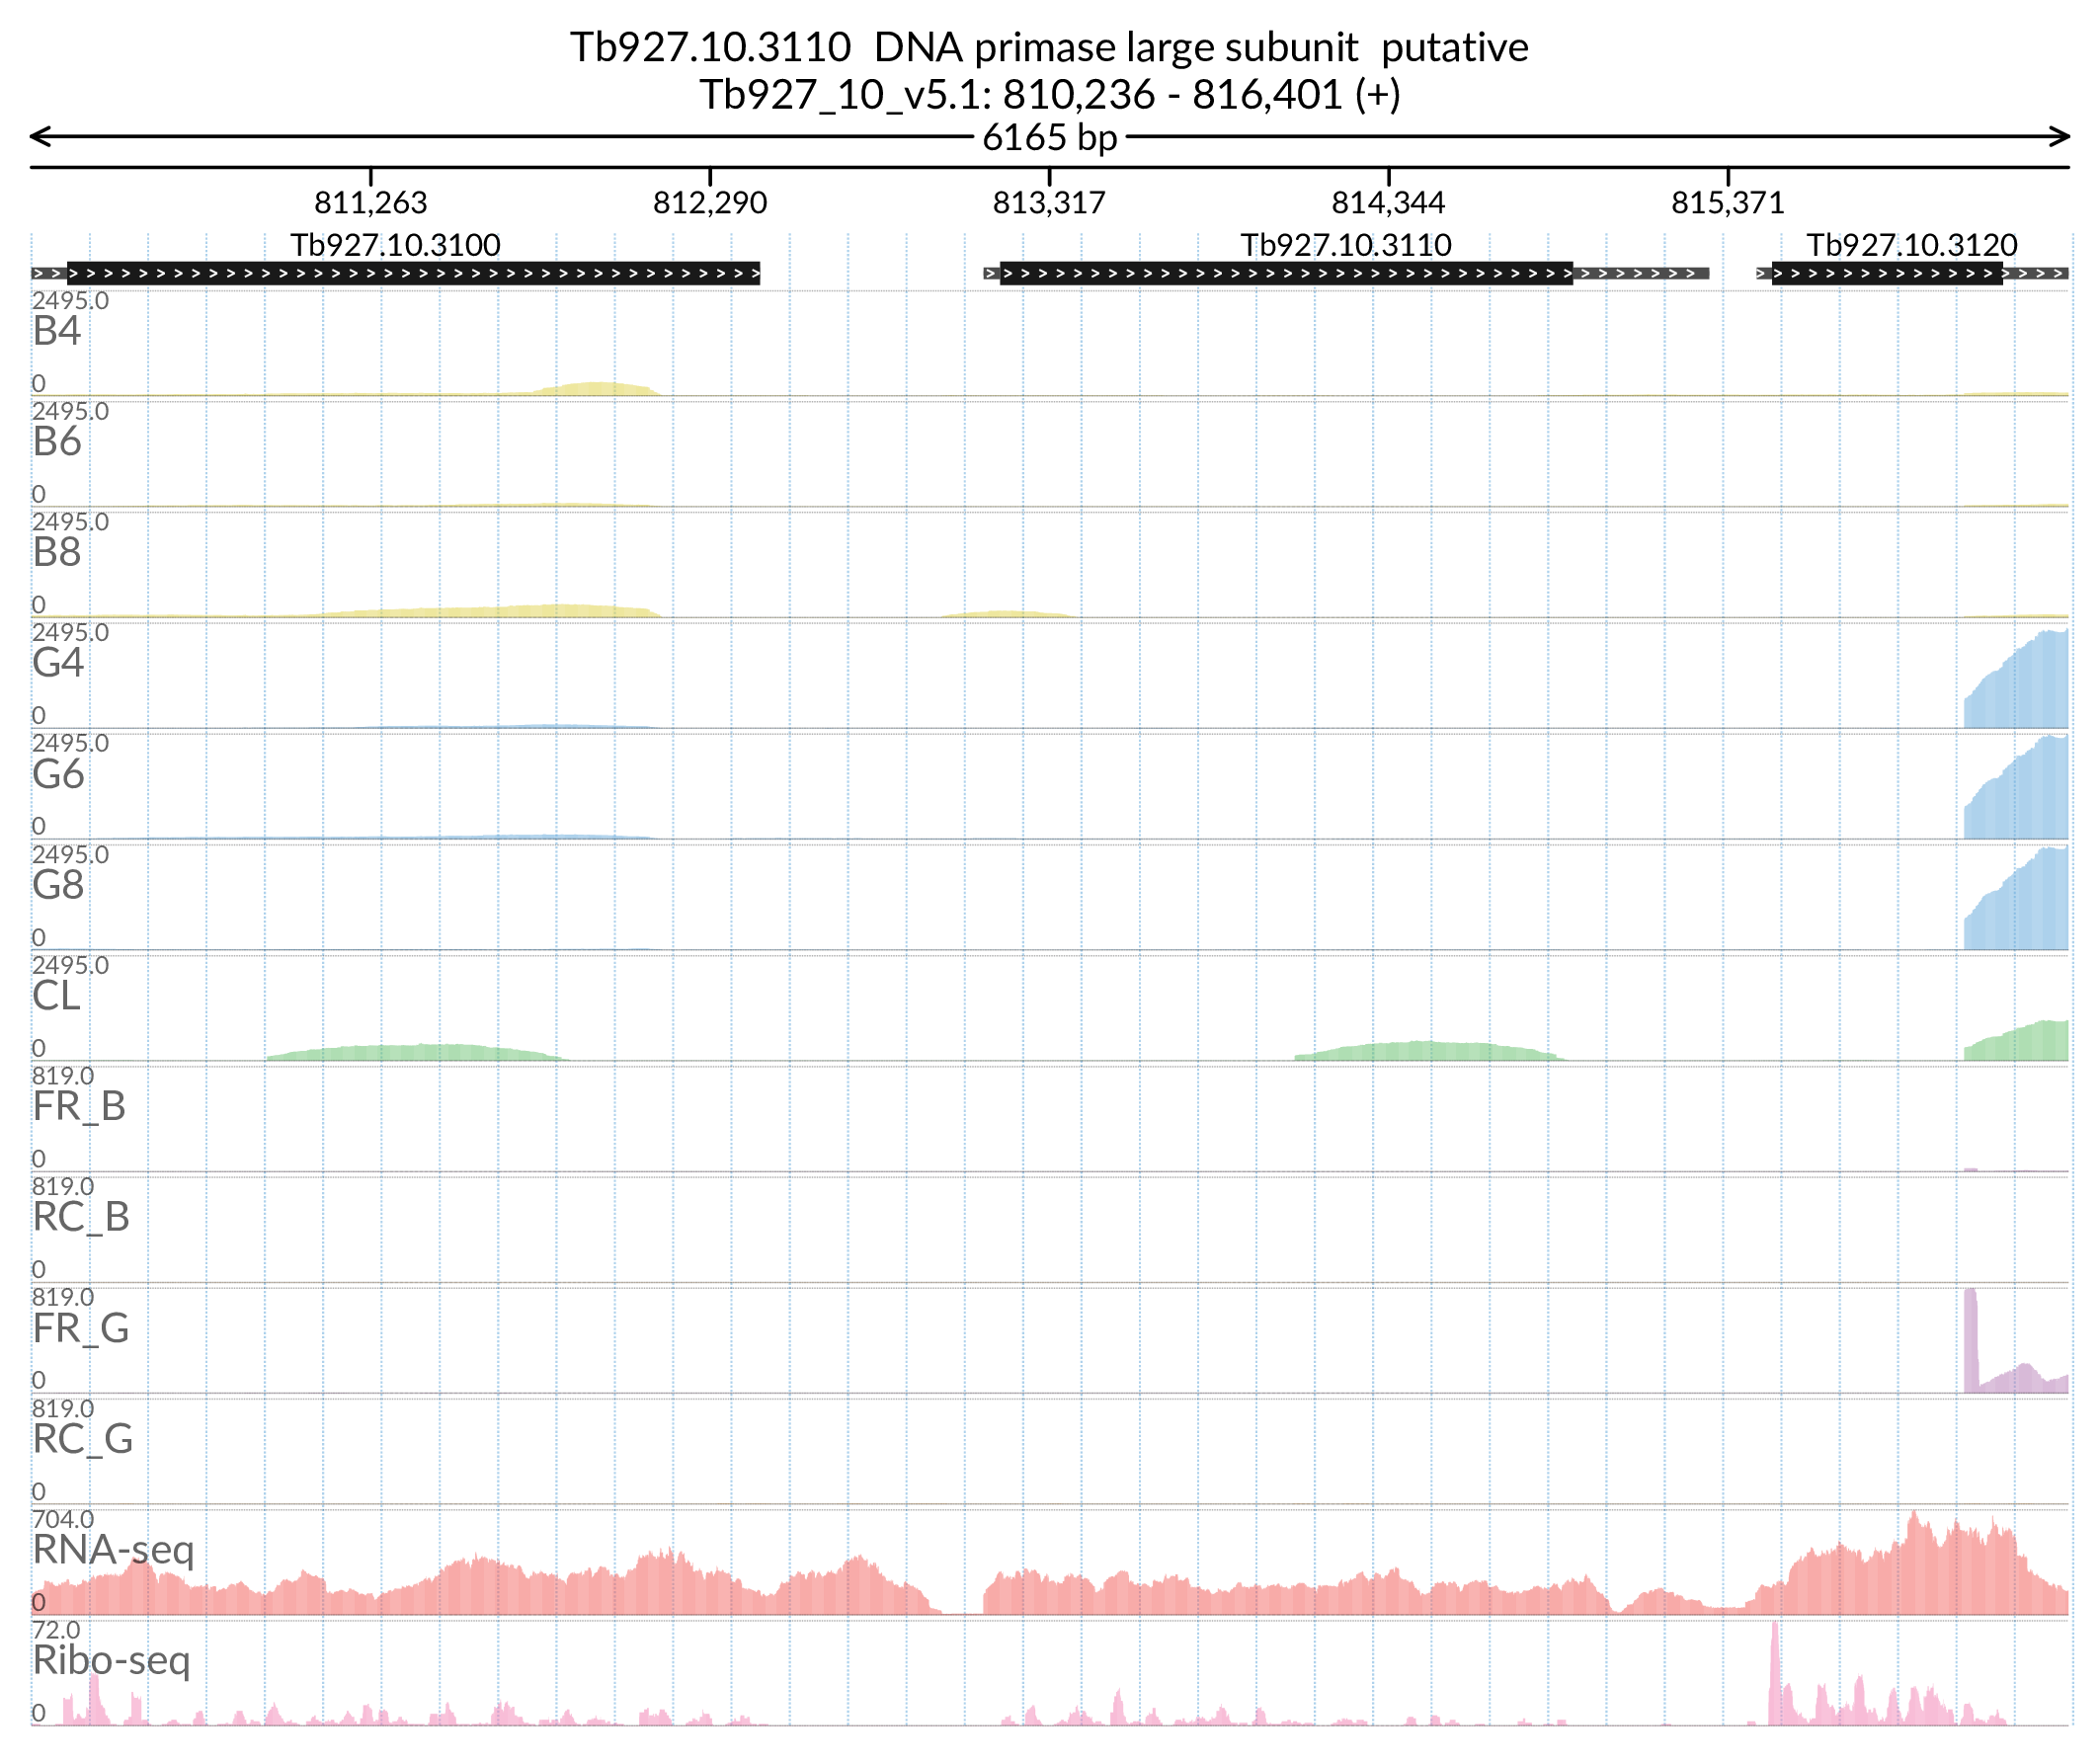 Tb927.10.3110  DNA primase large subunit  putative
Tb927_10_v5.1: 810,236 - 816,401 (+)
6165 bp
811,263 812,290 813,317 814,344 815,371
Tb927.10.3100 Tb927.10.3110 Tb927.10.3120
2495.0
B4
0
2495.0
B6
0
2495.0
B8
0
2495.0
G4
0
2495.0
G6
0
2495.0
G8
0
2495.0
CL
0
819.0
FR_B
0
819.0
RC_B
0
819.0
FR_G
0
819.0
RC_G
0
704.0
RNA-seq
0
72.0
Ribo-seq
0